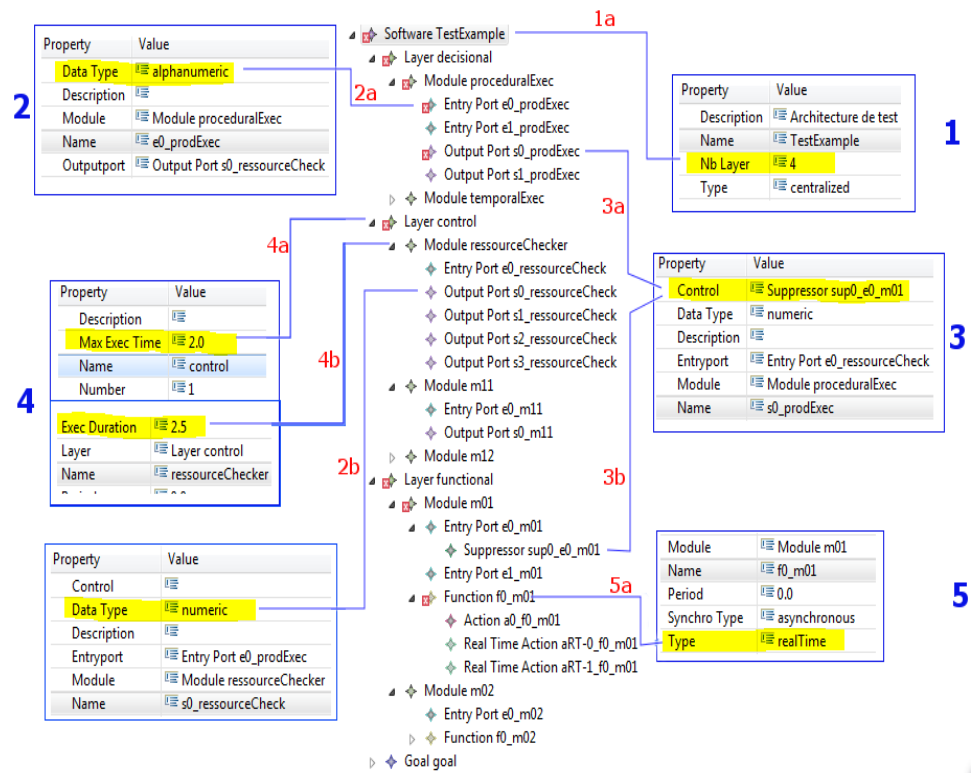 1a
Software TestExample
Layer decisional
Module proceduralExec
Entry Port e0_prodExec
Entry Port e1_prodExec
Output Port s0_prodExec
Output Port s1_prodExec
Module temporalExec
Layer control
Module ressourceChecker
Entry Port e0_ressourceCheck
Output Port s0_ressourceCheck
Output Port s1_ressourceCheck
Output Port s2_ressourceCheck
Output Port s3_ressourceCheck
Module m11
Entry Port e0_m11
Output Port s0_m11
Module m12
Layer functional
Module m01
Entry Port e0_m01
Suppressor sup0_e0_m01
Entry Port e1_m01
Function f0_m01
Action a0_f0_m01
Real Time Action aRT-0_f0_m01
Real Time Action aRT-1_f0_m01
Module m02
Entry Port e0_m02
Function f0_m02
Goal goal
2
Property Value
Data Type alphanumeric
Description
Module Module proceduralExec
Name e0_prodExec
Outputport Output Port s0_ressourceCheck
2a
1
Property Value
Description Architecture de test
Name TestExample
Nb Layer 4
Type centralized
3a
4a
4b
4
Property Value
Description
Max Exec Time 2.0
Name control
Number 1
Exec Duration 2.5
Layer Layer control
Name ressourceChecker
3
Property Value
Control Suppressor sup0_e0_m01
Data Type numeric
Description
Entryport Entry Port e0_ressourceCheck
Module Module proceduralExec
Name s0_prodExec
2b
3b
Property Value
Control
Data Type numeric
Description
Entryport Entry Port e0_prodExec
Module Module ressourceChecker
Name s0_ressourceCheck
5a
5
Module Module m01
Name f0_m01
Period 0.0
Synchro Type asynchronous
Type realTime